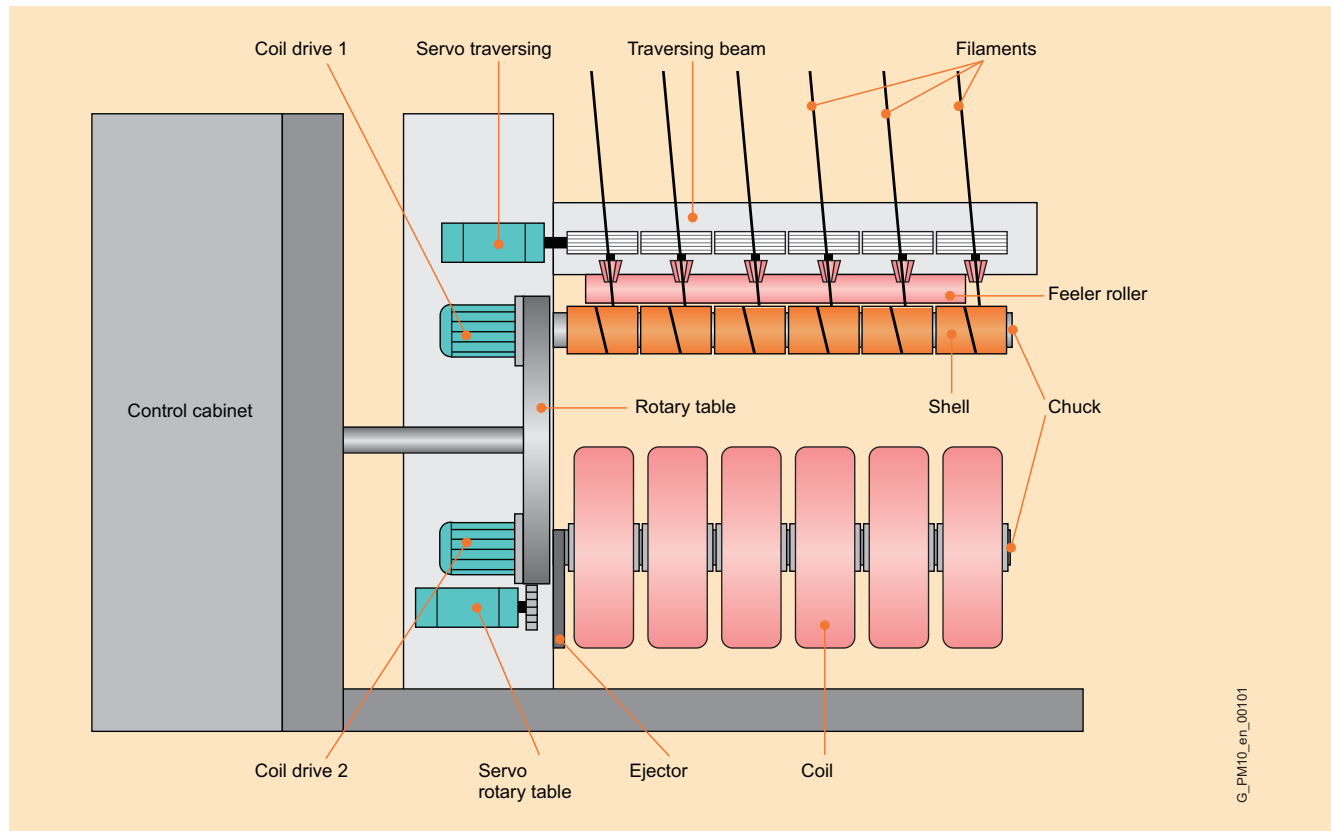 Coil drive 1
Servo traversing
Traversing beam
Filaments
Feeler roller
Control cabinet
Rotary table
Shell
Chuck
Coil drive 2
Servo
rotary table
Ejector
Coil
G_PM10_en_00101